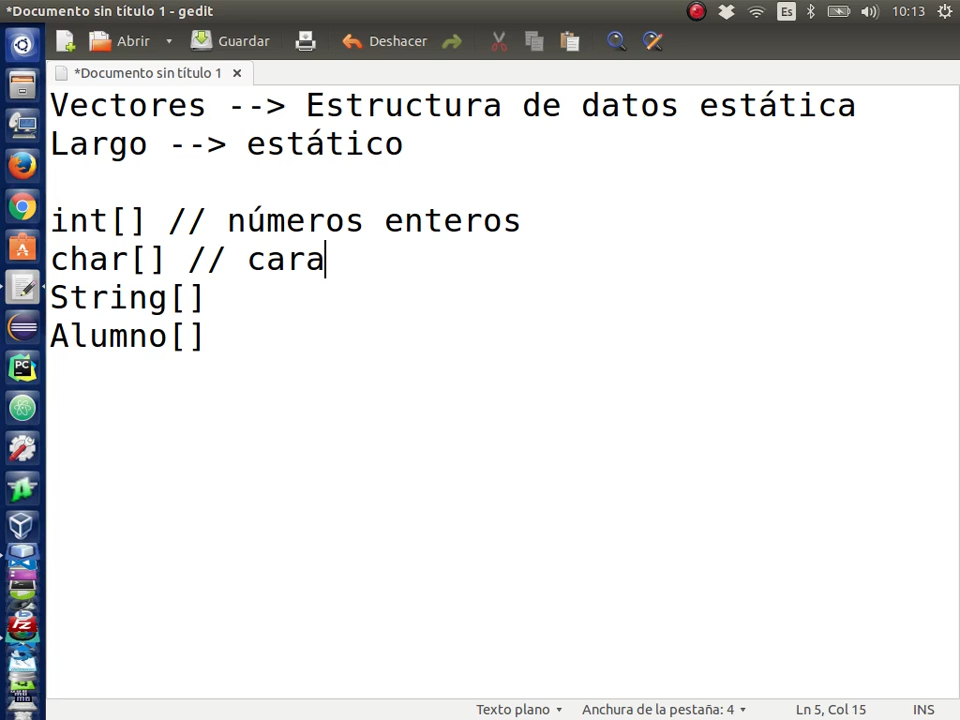 *Documento sin título 1 - gedit
Es
10:13
Abrir
Guardar
Deshacer
*Documento sin título 1
Vectores --> Estructura de datos estática
Largo --> estático
int[] // números enteros
char[] // cara
String[]
Alumno[]
PC
Fz
Texto plano
Anchura de la pestaña: 4
Ln 5, Col 15
INS